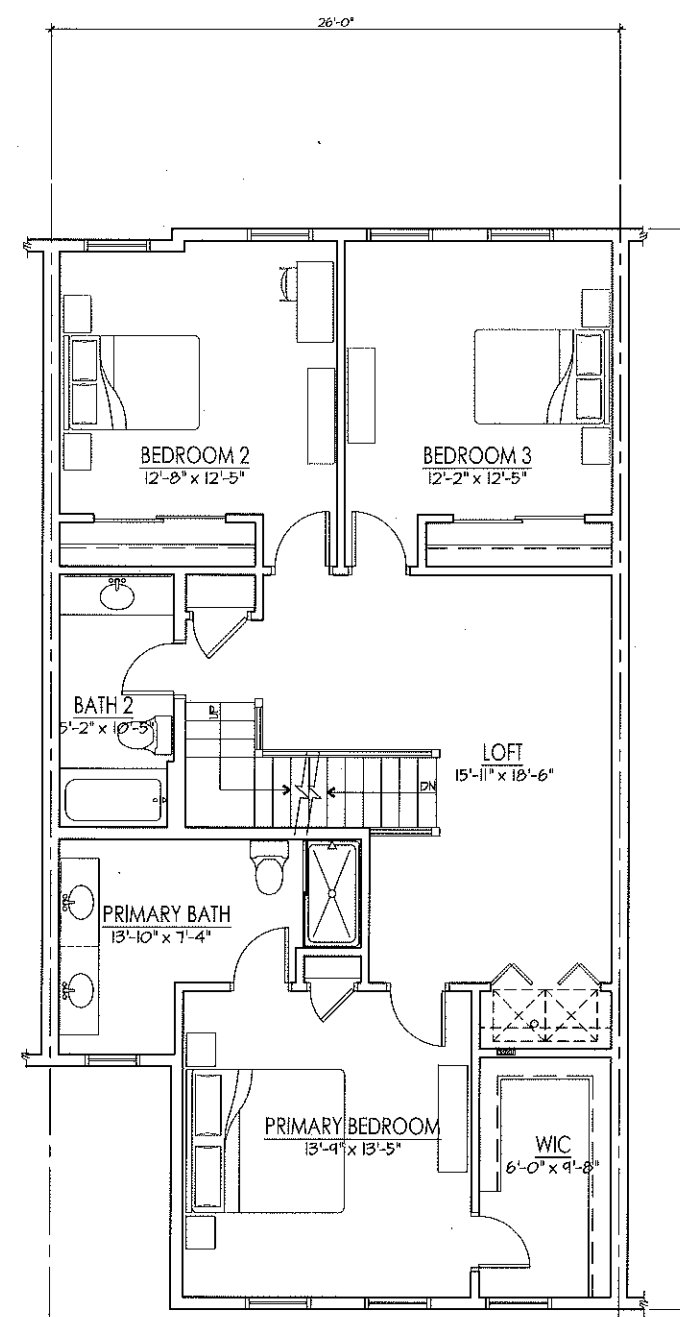 26'-0"
BEDROOM 2
12'-8" x 12'-5"
BEDROOM 3
12'-2" x 12'-5"
BATH 2
5'-2" x 10'-5"
UP
LOFT
15'-11" x 18'-6"
DN
PRIMARY BATH
13'-10" x 7'-4"
PRIMARY BEDROOM
13'-9" x 13'-5"
WIC
6'-0" x 9'-8"